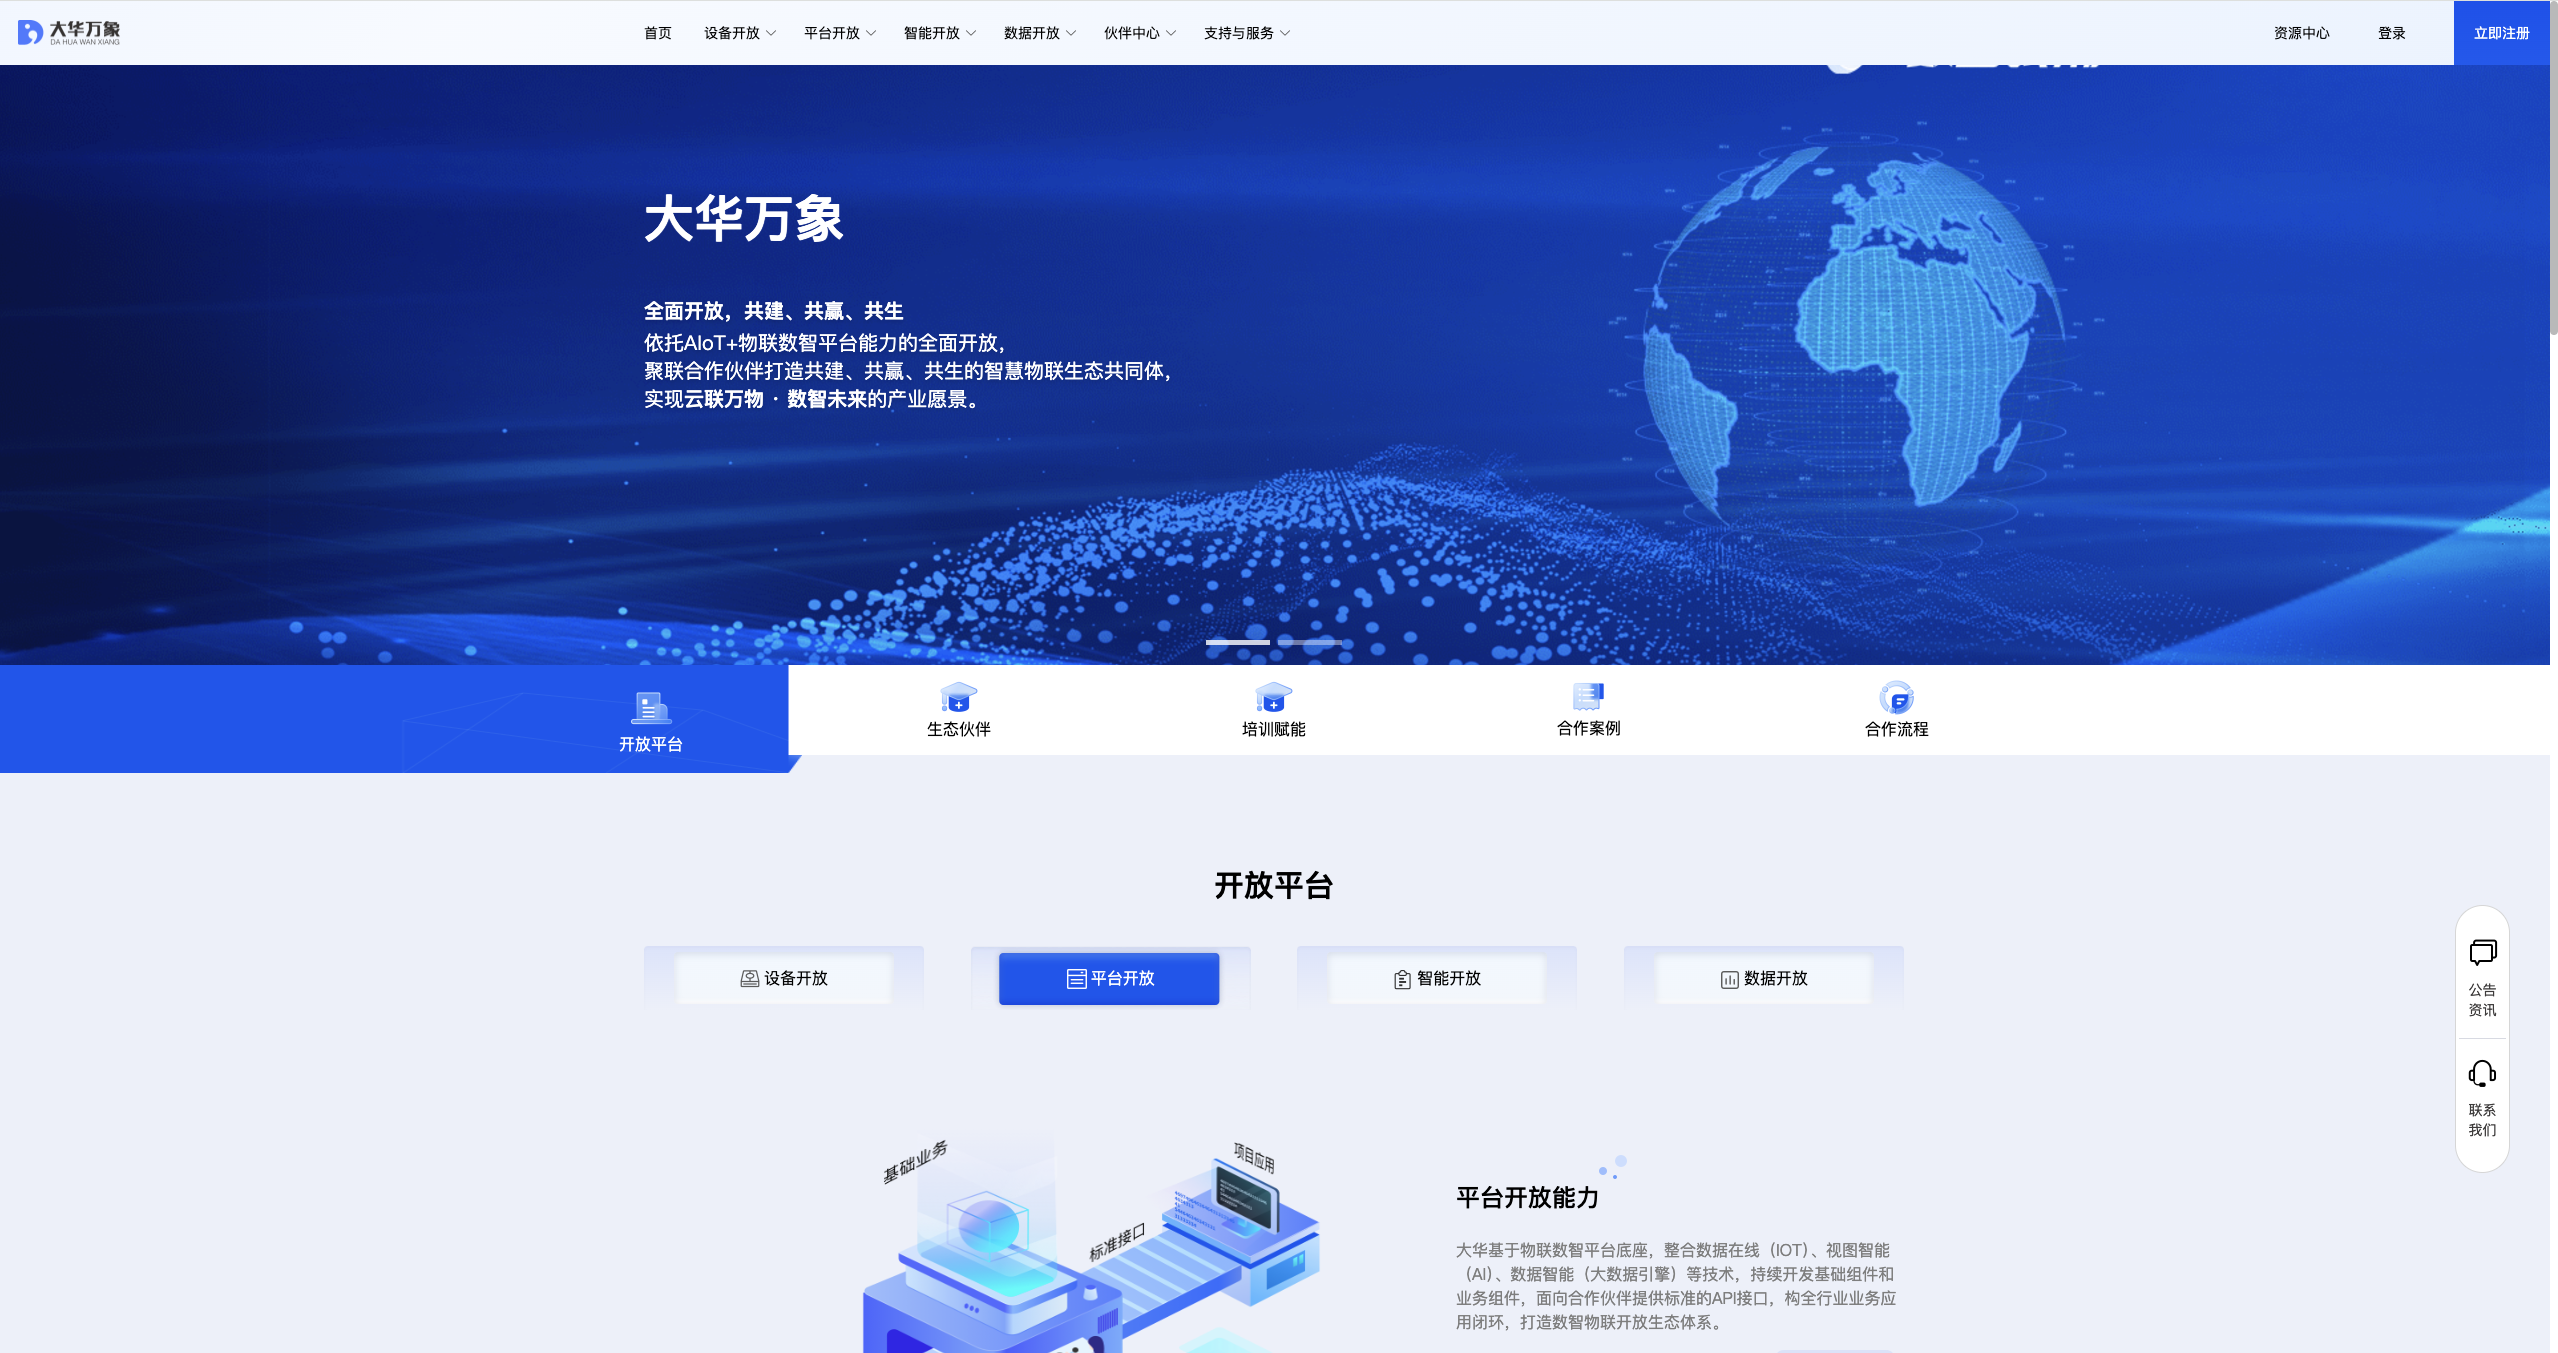 大华万象
DA HUA WAN XIANG
首页 设备开放 平台开放 智能开放 数据开放 伙伴中心 支持与服务 资源中心 登录 立即注册
大华万象
全面开放，共建、共赢、共生
依托AIoT+物联数智平台能力的全面开放，
聚联合作伙伴打造共建、共赢、共生的智慧物联生态共同体，
实现云联万物 · 数智未来的产业愿景。
开放平台 生态伙伴 培训赋能 合作案例 合作流程
开放平台
设备开放 平台开放 智能开放 数据开放
公告
资讯
联系
我们
基础业务
标准接口
项目应用
平台开放能力
大华基于物联数智平台底座，整合数据在线（IOT）、视图智能
（AI）、数据智能（大数据引擎）等技术，持续开发基础组件和
业务组件，面向合作伙伴提供标准的API接口，构全行业业务应
用闭环，打造数智物联开放生态体系。